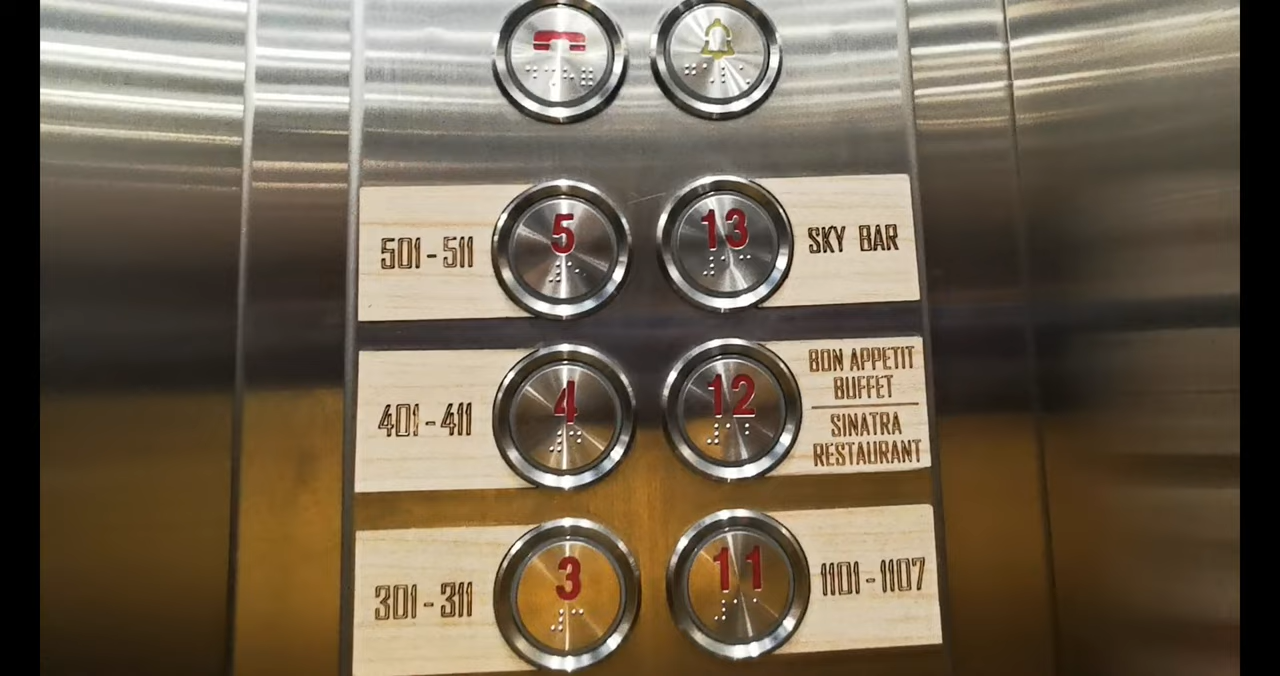 501-511
5
13
SKY BAR
401-411
4
12
BON APPETIT
BUFFET
SINATRA
RESTAURANT
301-311
3
11
1101-1107